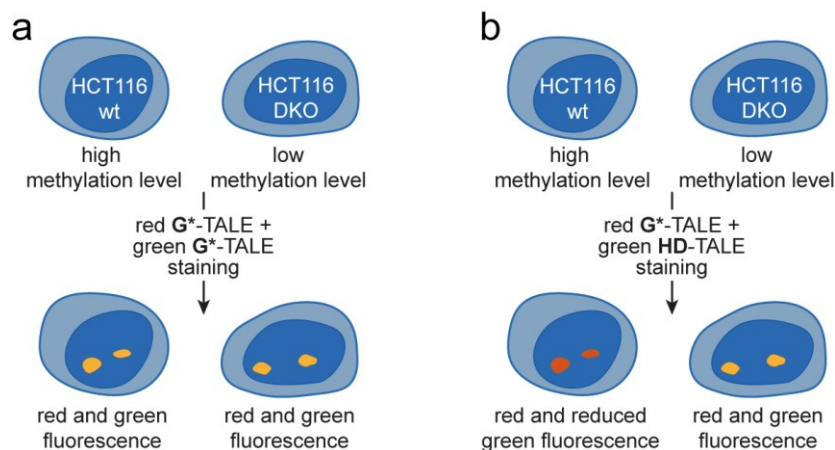 a
HCT116
wt
HCT116
DKO
high
methylation level
low
methylation level
red G*-TALE +
green G*-TALE
staining
red and green
fluorescence
red and green
fluorescence
b
HCT116
wt
HCT116
DKO
high
methylation level
low
methylation level
red G*-TALE +
green HD-TALE
staining
red and reduced
green fluorescence
red and green
fluorescence